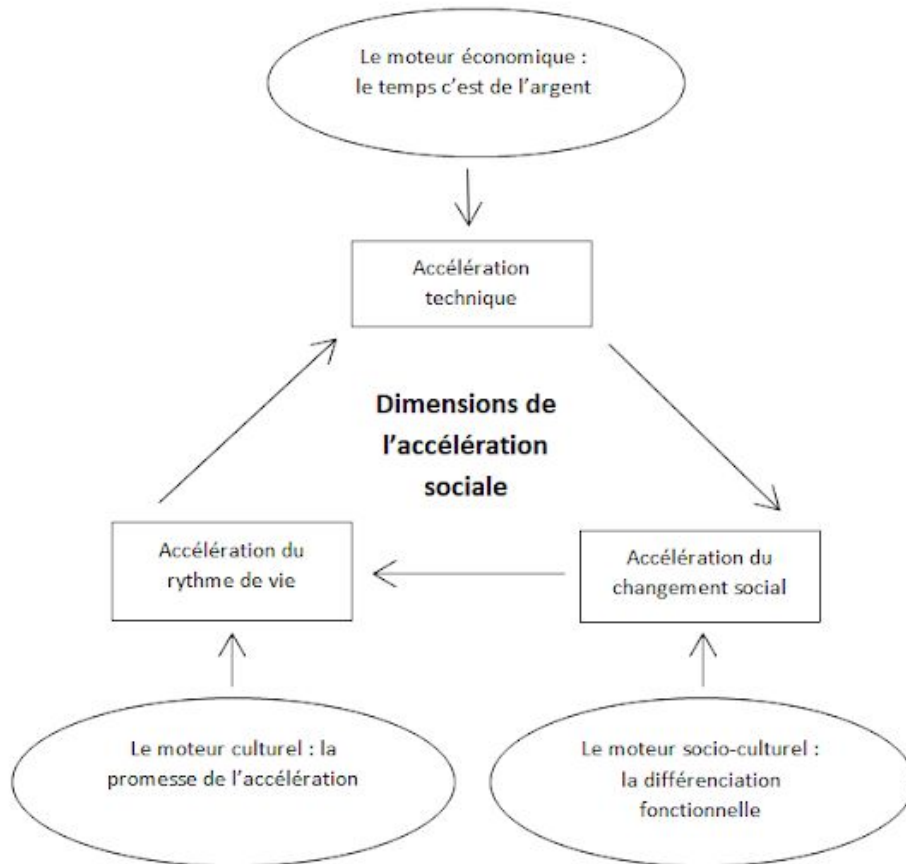 Le moteur économique :
le temps c'est de l'argent
Accélération
technique
Dimensions de
l'accélération
sociale
Accélération du
rythme de vie
Accélération du
changement social
Le moteur culturel : la
promesse de l'accélération
Le moteur socio-culturel :
la différenciation
fonctionnelle